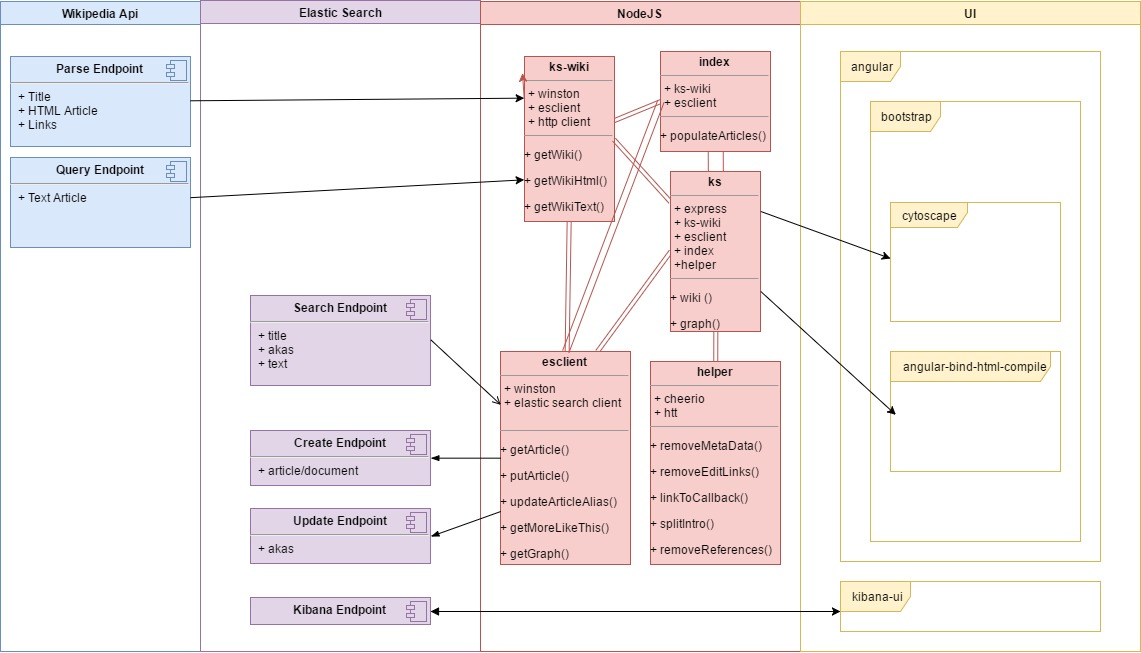 Wikipedia Api
Elastic Search
NodeJS
UI
Parse Endpoint
+ Title
+ HTML Article
+ Links
Query Endpoint
+ Text Article
Search Endpoint
+ title
+ akas
+ text
Create Endpoint
+ article/document
Update Endpoint
+ akas
Kibana Endpoint
ks-wiki
+ winston
+ esclient
+ http client
+ getWiki()
+ getWikiHtml()
+ getWikiText()
index
+ ks-wiki
+ esclient
+ populateArticles()
ks
+ express
+ ks-wiki
+ esclient
+ index
+helper
+ wiki ()
+ graph()
esclient
+ winston
+ elastic search client
+ getArticle()
+ putArticle()
+ updateArticleAlias()
+ getMoreLikeThis()
+ getGraph()
helper
+ cheerio
+ htt
+ removeMetaData()
+ removeEditLinks()
+ linkToCallback()
+ splitIntro()
+ removeReferences()
angular
bootstrap
cytoscape
angular-bind-html-compile
kibana-ui